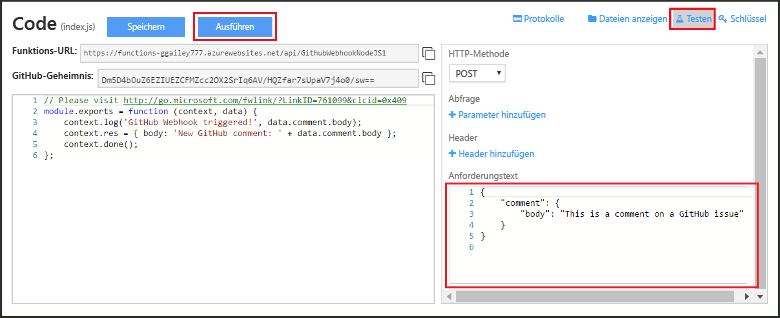 Code (index.js) Speichern Ausführen Protokolle Dateien anzeigen Testen Schlüssel
Funktions-URL: https://functions-ggailey777.azurewebsites.net/api/GithubWebhookNodeJS1
GitHub-Geheimnis: Dm5D4bOuZ6EZIUEZCFMZcc2OX2SrIq6AV/HQZfar7sUpaV7j4o0/sw==
1 // Please visit http://go.microsoft.com/fwlink/?LinkID=761099&clcid=0x409
2 module.exports = function (context, data) {
3 context.log('GitHub Webhook triggered!', data.comment.body);
4 context.res = { body: 'New GitHub comment: ' + data.comment.body };
5 context.done();
6 };
HTTP-Methode
POST
Abfrage
+ Parameter hinzufügen
Header
+ Header hinzufügen
Anforderungstext
1 {
2 "comment": {
3 "body": "This is a comment on a GitHub issue"
4 }
5 }
6